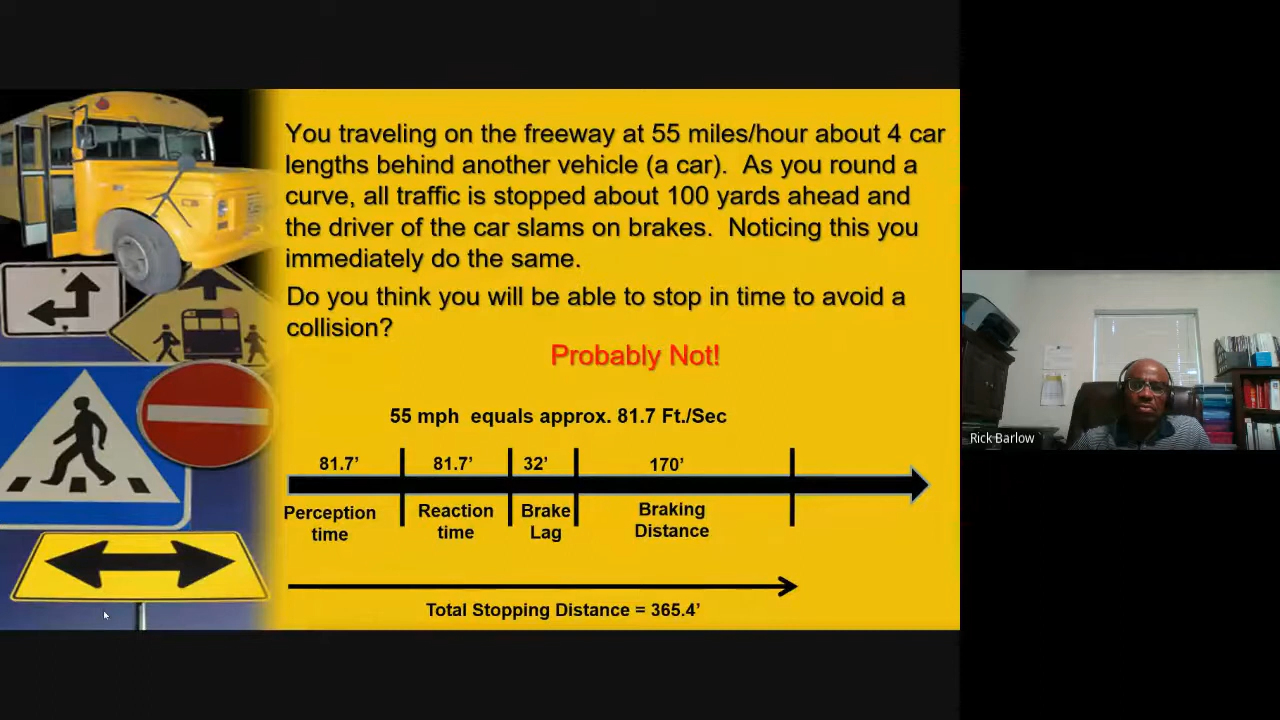 You traveling on the freeway at 55 miles/hour about 4 car
lengths behind another vehicle (a car).  As you round a
curve, all traffic is stopped about 100 yards ahead and
the driver of the car slams on brakes.  Noticing this you
immediately do the same.
Do you think you will be able to stop in time to avoid a
collision?
Probably Not!
55 mph  equals approx. 81.7 Ft./Sec
81.7’ 81.7’ 32’ 170’
Perception Reaction Brake Braking
time time Lag Distance
Total Stopping Distance = 365.4’
Rick Barlow